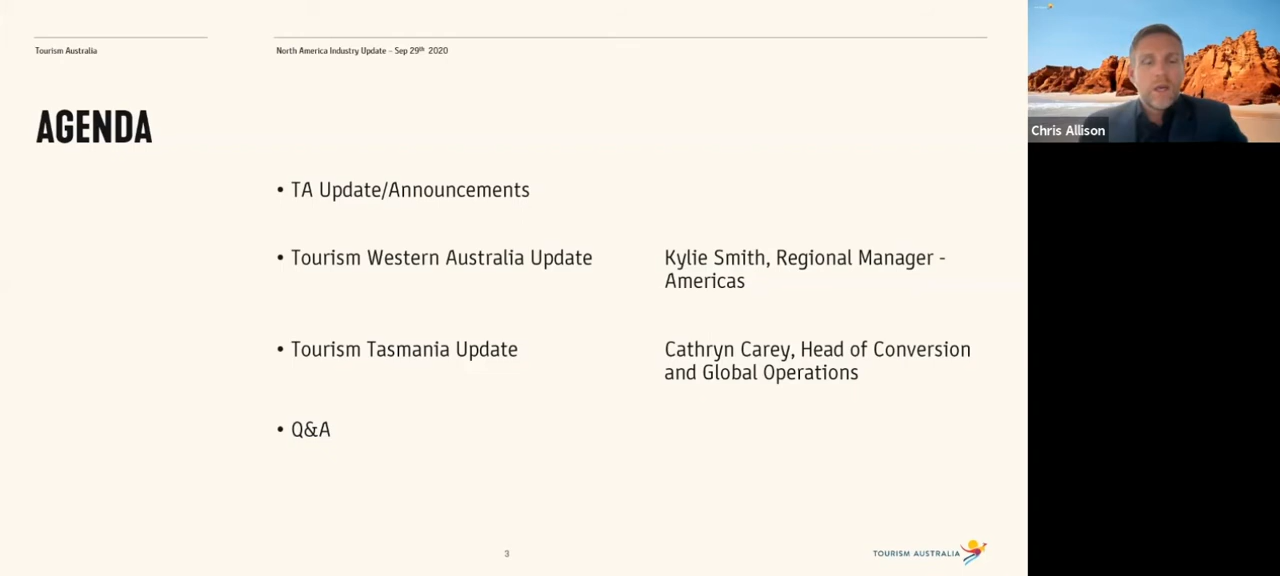 Tourism Australia
North America Industry Update – Sep 29th 2020
AGENDA
• TA Update/Announcements
• Tourism Western Australia Update
Kylie Smith, Regional Manager -
Americas
• Tourism Tasmania Update
Cathryn Carey, Head of Conversion
and Global Operations
• Q&A
3
TOURISM AUSTRALIA
Chris Allison